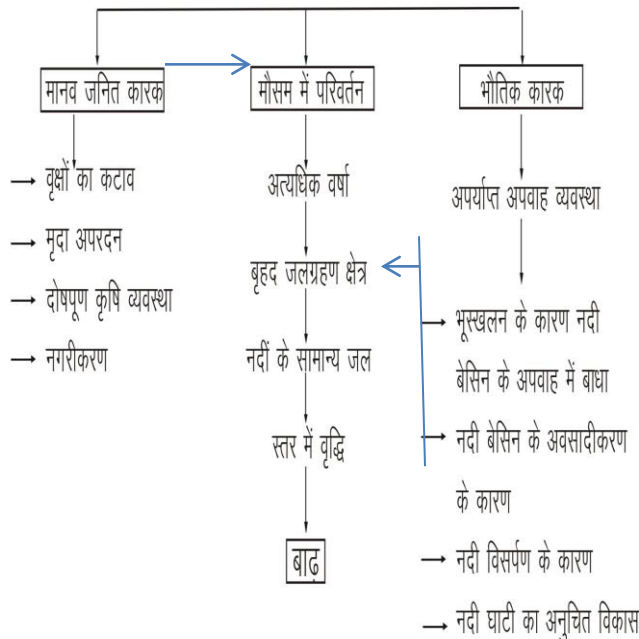 मानव जनित कारक
वृक्षों का कटाव
मृदा अपरदन
दोषपूण कृषि व्यवस्था
नगरीकरण
मौसम में परिवर्तन
अत्यधिक वर्षा
बृहद जलग्रहण क्षेत्र
नदीं के सामान्य जल
स्तर में वृद्धि
बाढ़
भौतिक कारक
अपर्याप्त अपवाह व्यवस्था
भूस्खलन के कारण नदी
बेसिन के अपवाह में बाधा
नदी बेसिन के अवसादीकरण
के कारण
नदी विसर्पण के कारण
नदी घाटी का अनुचित विकास